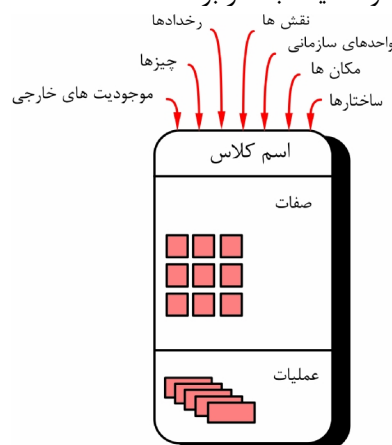 نقش ها
رخدادها
واحدهای سازمانی
چیزها
مکان ها
موجودیت های خارجی
ساختارها
اسم کلاس
صفات
عملیات